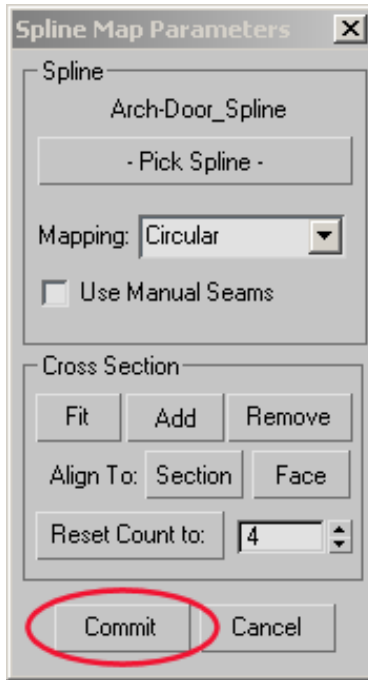 Spline Map Parameters
Spline
Arch-Door_Spline
- Pick Spline -
Mapping: Circular
Use Manual Seams
Cross Section
Fit Add Remove
Align To: Section Face
Reset Count to: 4
Commit Cancel